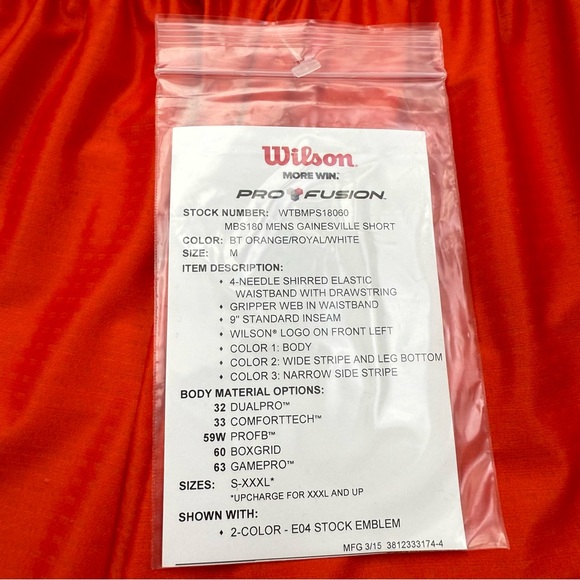 Wilson.
MORE WIN.™
PRO FUSION™
STOCK NUMBER: WTBMPS18060
MBS180 MENS GAINESVILLE SHORT
COLOR: BT ORANGE/ROYAL/WHITE
SIZE: M
ITEM DESCRIPTION:
• 4-NEEDLE SHIRRED ELASTIC
WAISTBAND WITH DRAWSTRING
• GRIPPER WEB IN WAISTBAND
• 9" STANDARD INSEAM
• WILSON® LOGO ON FRONT LEFT
• COLOR 1: BODY
• COLOR 2: WIDE STRIPE AND LEG BOTTOM
• COLOR 3: NARROW SIDE STRIPE
BODY MATERIAL OPTIONS:
32 DUALPRO™
33 COMFORTTECH™
59W PROFB™
60 BOXGRID
63 GAMEPRO™
SIZES: S-XXXL*
*UPCHARGE FOR XXXL AND UP
SHOWN WITH:
• 2-COLOR - E04 STOCK EMBLEM
MFG 3/15 3812333174-4